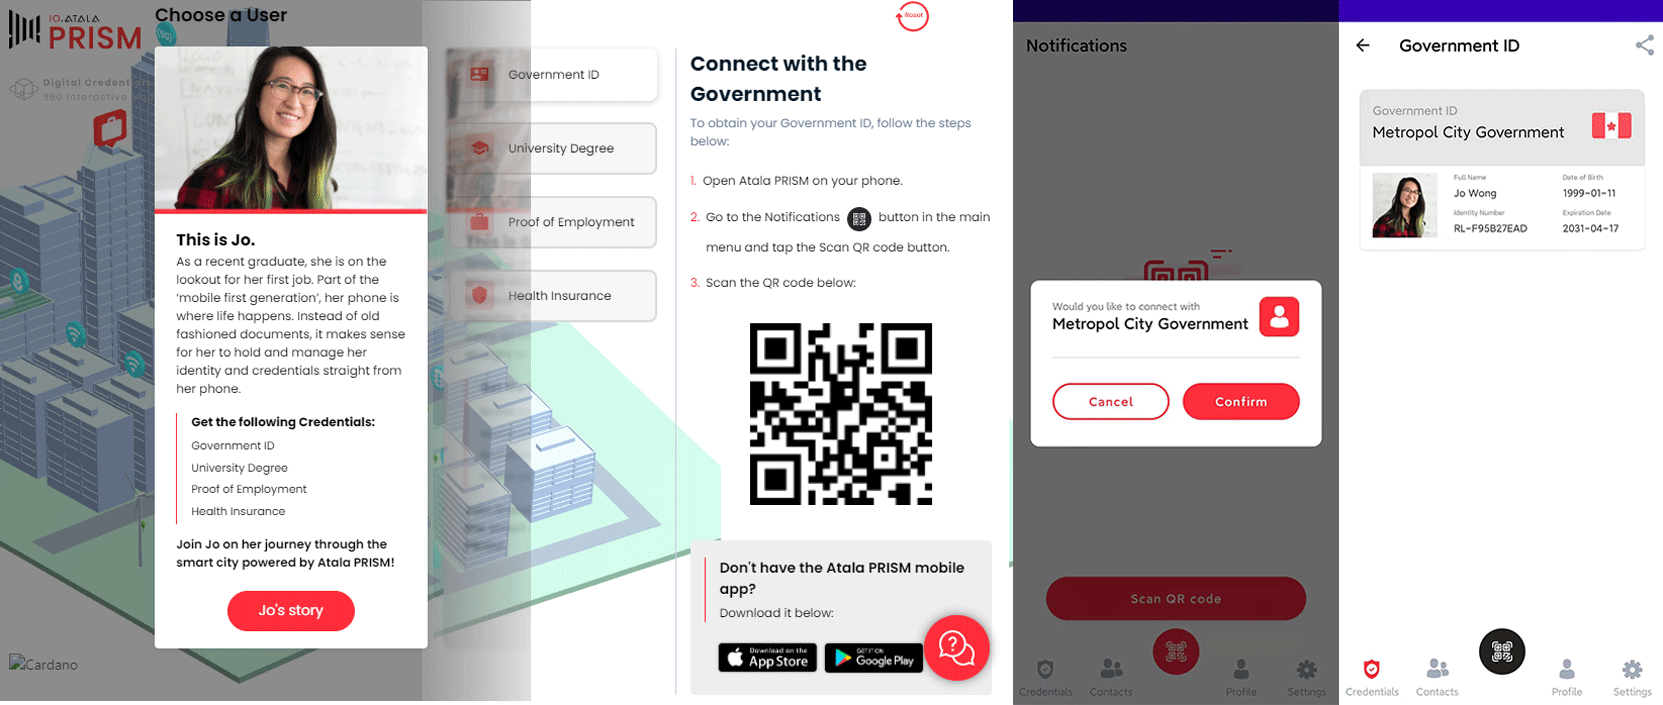 IO.ATALA
PRISM
Digital Credent
360 Interactive
Choose a User
This is Jo.
As a recent graduate, she is on the
lookout for her first job. Part of the
‘mobile first generation’, her phone is
where life happens. Instead of old
fashioned documents, it makes sense
for her to hold and manage her
identity and credentials straight from
her phone.
Get the following Credentials:
Government ID
University Degree
Proof of Employment
Health Insurance
Join Jo on her journey through the
smart city powered by Atala PRISM!
Jo's story
Cardano
Government ID
University Degree
Proof of Employment
Health Insurance
Reset
Connect with the
Government
To obtain your Government ID, follow the steps
below:
1. Open Atala PRISM on your phone.
2. Go to the Notifications button in the main
menu and tap the Scan QR code button.
3. Scan the QR code below:
Don't have the Atala PRISM mobile
app?
Download it below:
Download on the
App Store
GET IT ON
Google Play
Notifications
Would you like to connect with
Metropol City Government
Cancel
Confirm
Scan QR code
Credentials
Contacts
Profile
Settings
Government ID
Government ID
Metropol City Government
Full Name
Date of Birth
Jo Wong
1999-01-11
Identity Number
Expiration Date
RL-F95B27EAD
2031-04-17
Credentials
Contacts
Profile
Settings